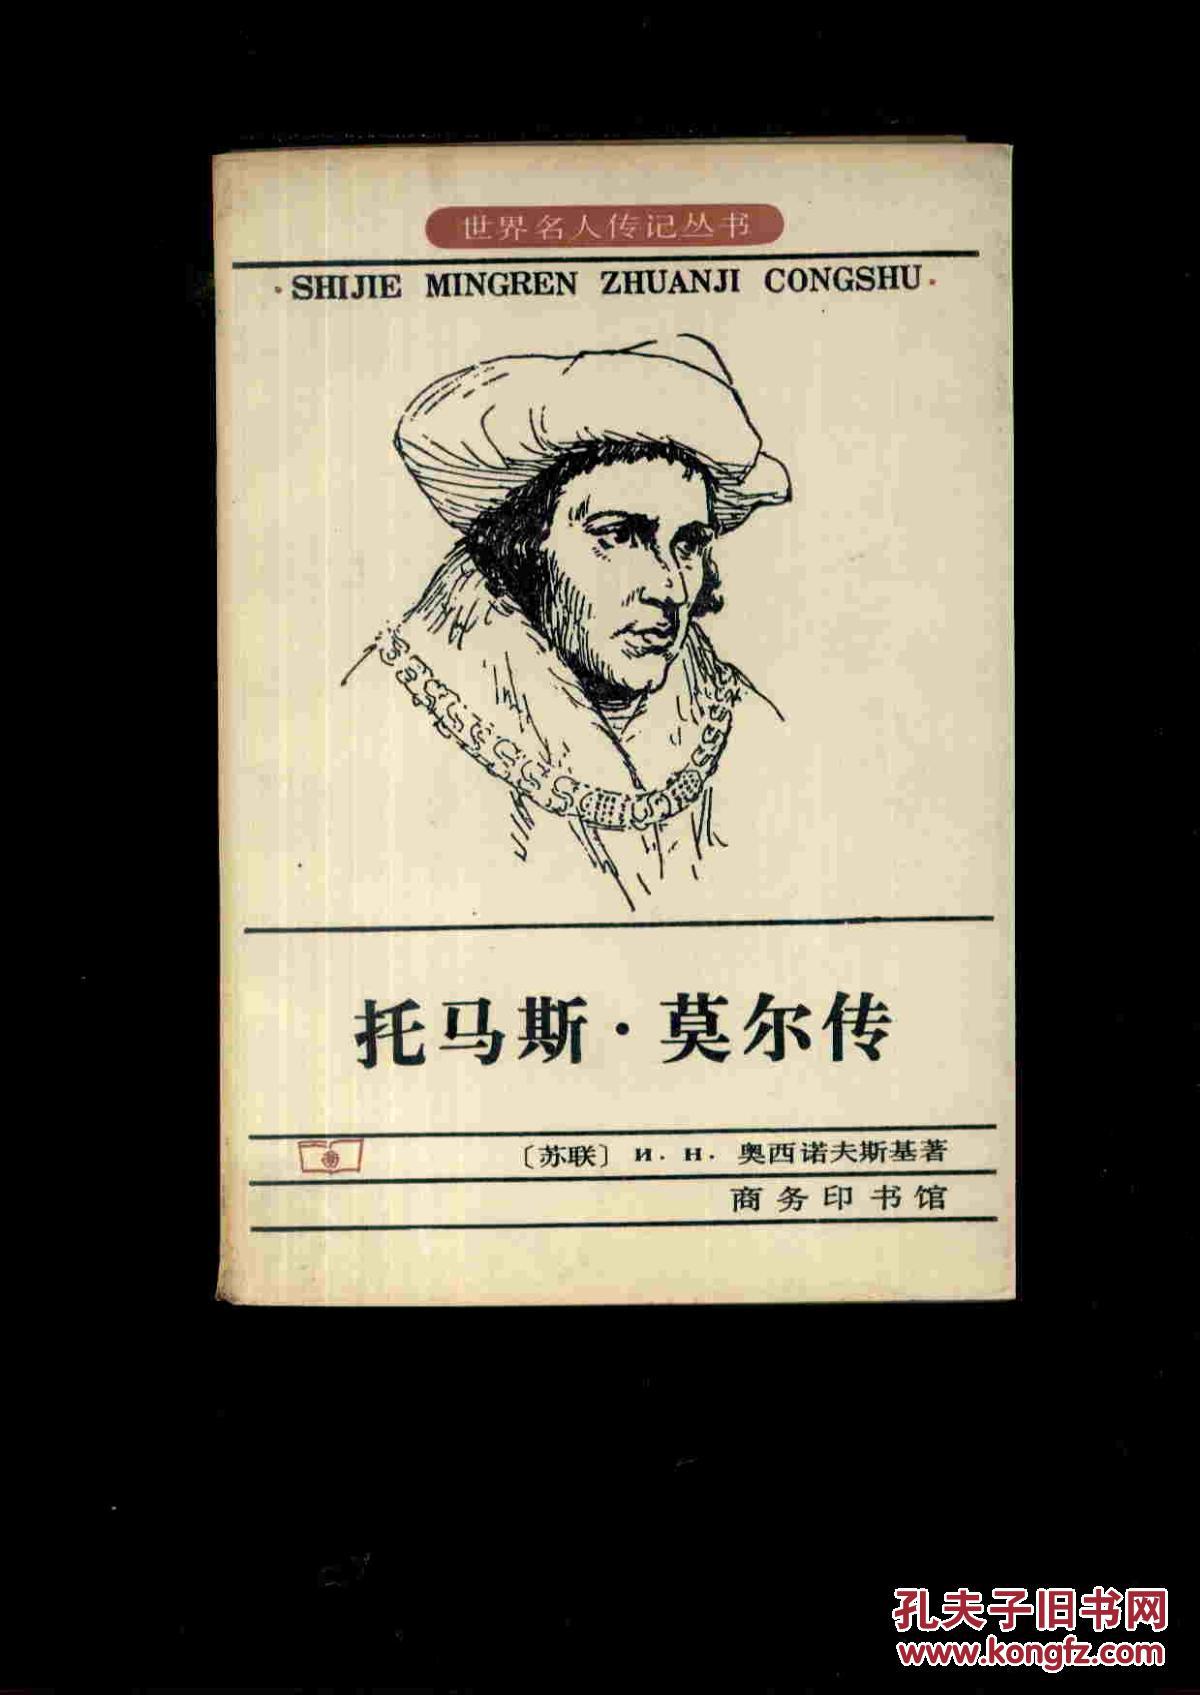 世界名人传记丛书
·SHIJIE MINGREN ZHUANJI CONGSHU·
托马斯·莫尔传
〔苏联〕 И. Н. 奥西诺夫斯基著
商务印书馆
孔夫子旧书网
www.kongfz.com